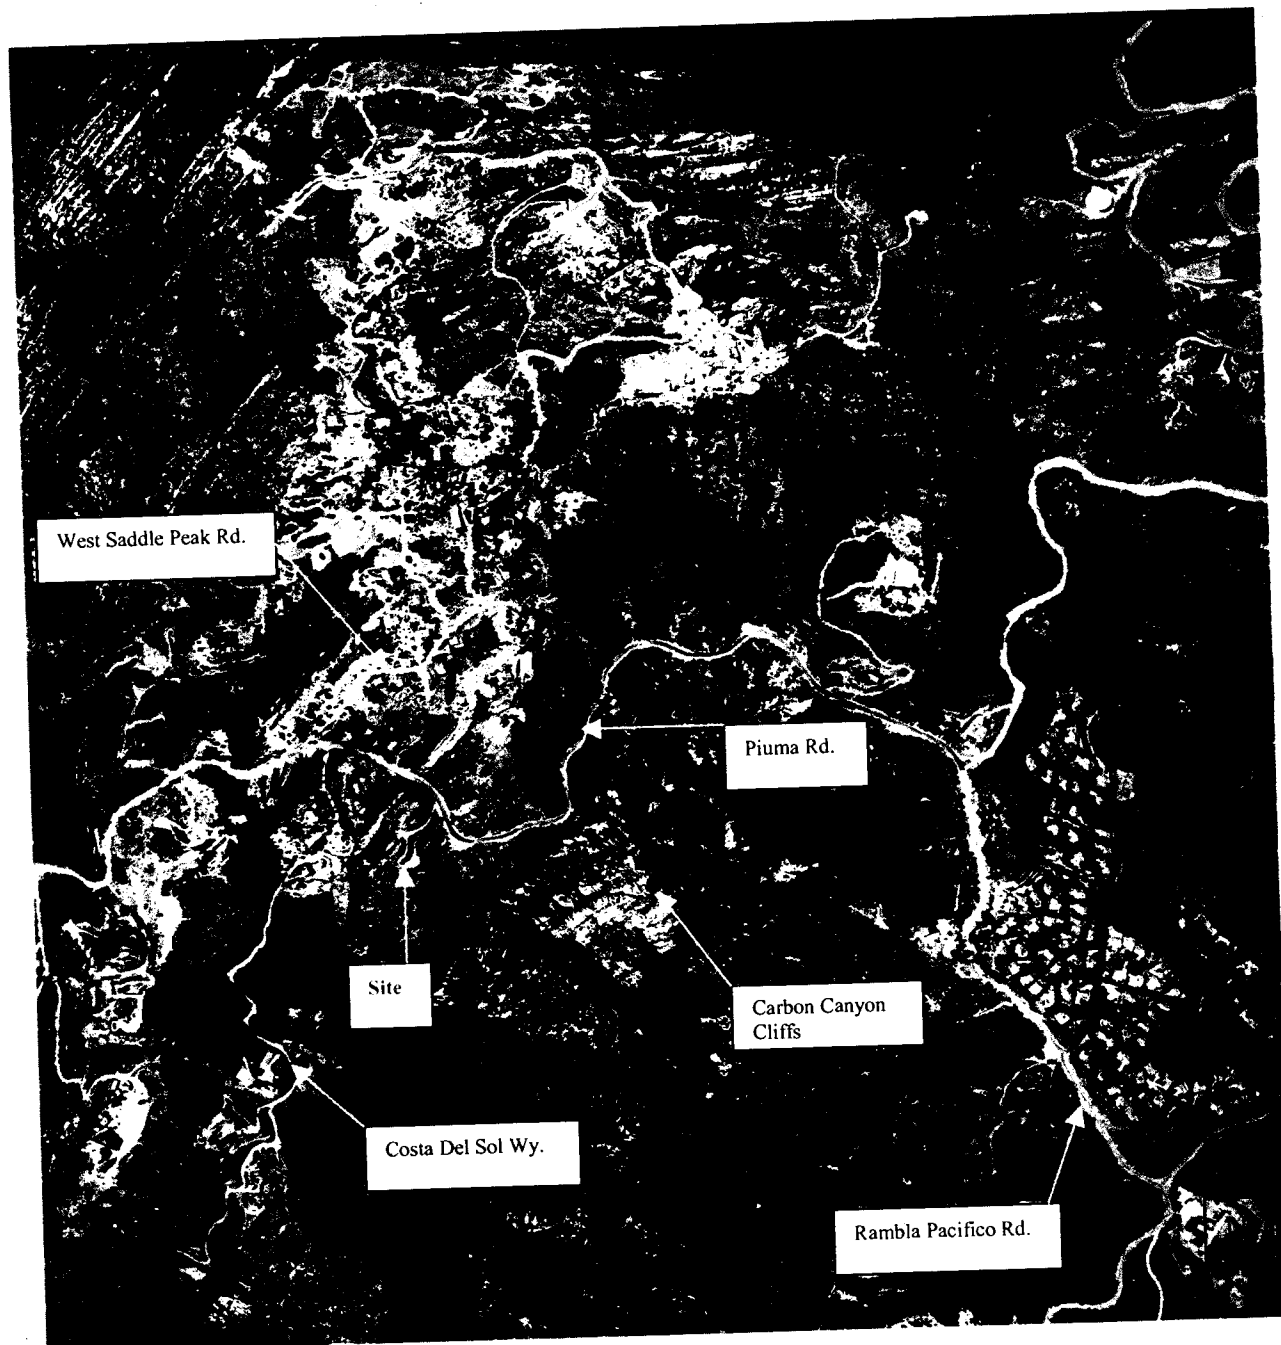 West Saddle Peak Rd.
Piuma Rd.
Site
Carbon Canyon
Cliffs
Costa Del Sol Wy.
Rambla Pacifico Rd.